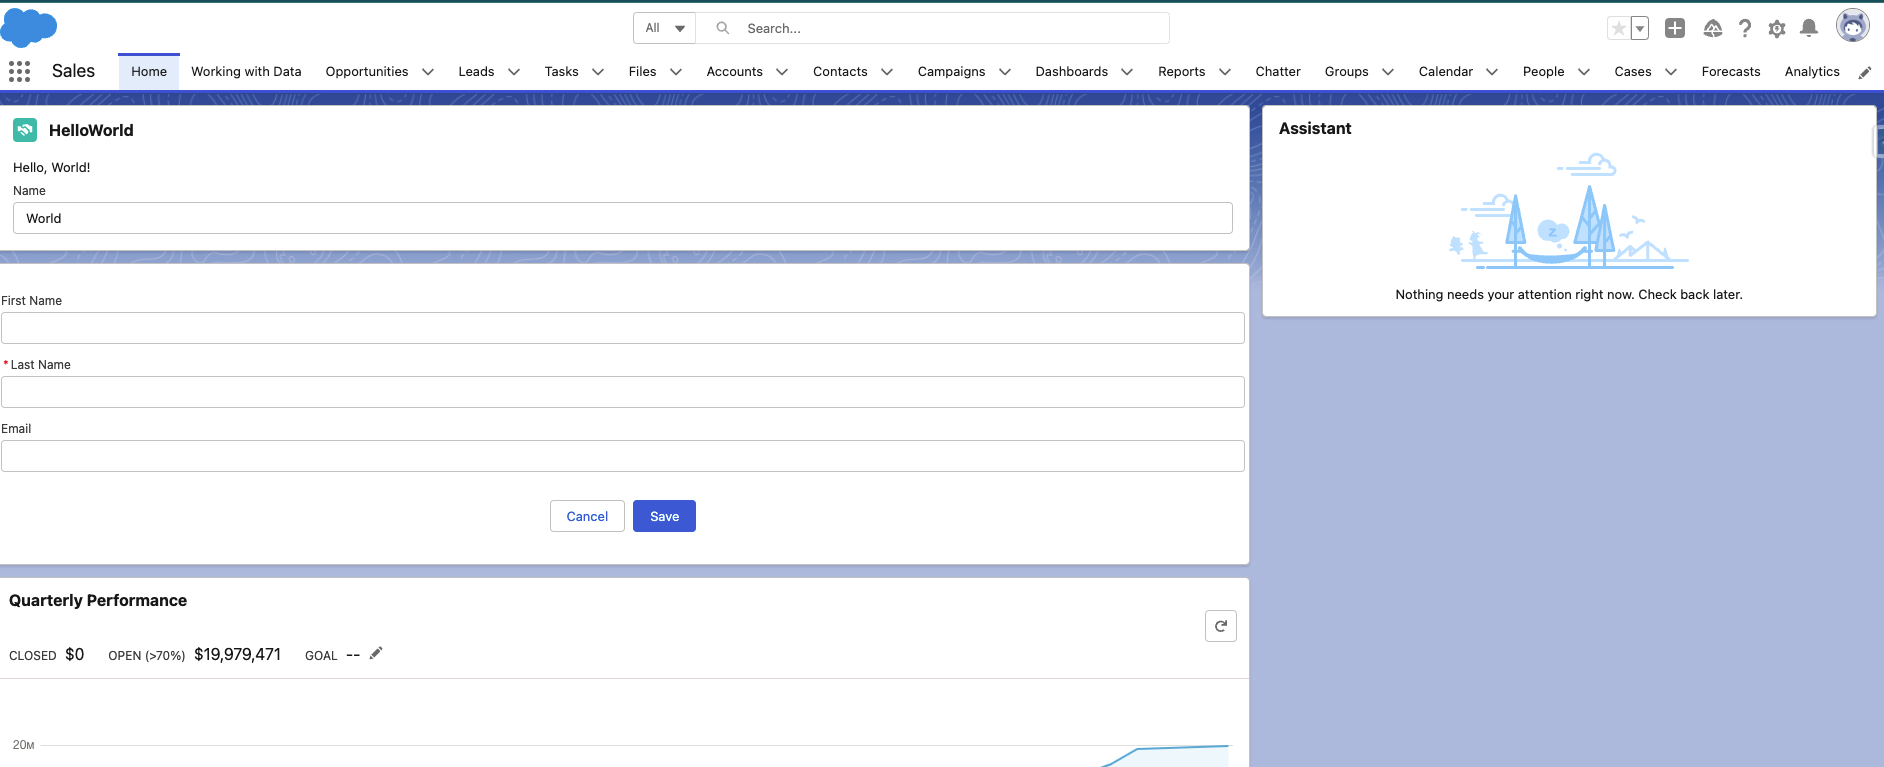 All
Search...
Sales
Home
Working with Data
Opportunities
Leads
Tasks
Files
Accounts
Contacts
Campaigns
Dashboards
Reports
Chatter
Groups
Calendar
People
Cases
Forecasts
Analytics
HelloWorld
Hello, World!
Name
World
Assistant
z
Nothing needs your attention right now. Check back later.
First Name
* Last Name
Email
Cancel
Save
Quarterly Performance
CLOSED $0 OPEN (>70%) $19,979,471 GOAL --
20M